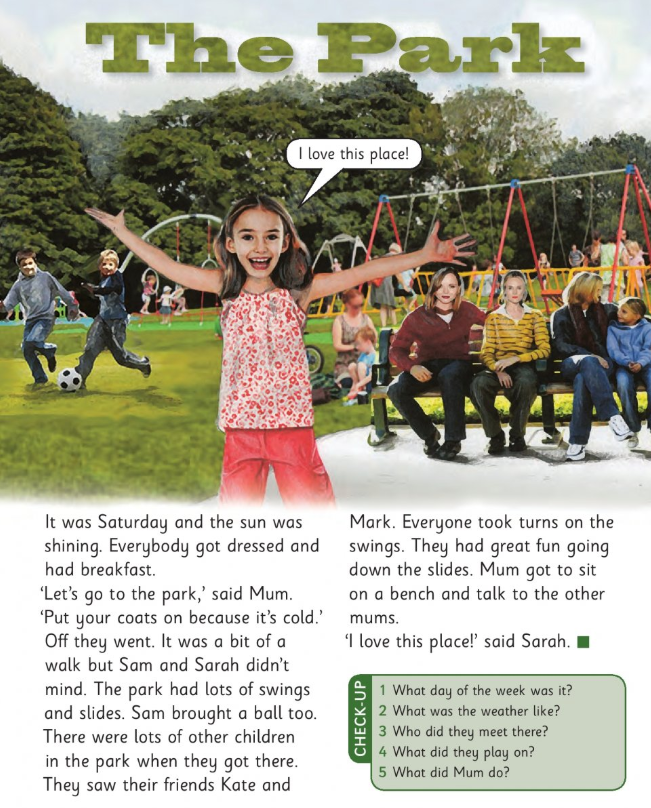 The Park
I love this place!
It was Saturday and the sun was
shining. Everybody got dressed and
had breakfast.
‘Let’s go to the park,’ said Mum.
‘Put your coats on because it’s cold.’
Off they went. It was a bit of a
walk but Sam and Sarah didn’t
mind. The park had lots of swings
and slides. Sam brought a ball too.
There were lots of other children
in the park when they got there.
They saw their friends Kate and
Mark. Everyone took turns on the
swings. They had great fun going
down the slides. Mum got to sit
on a bench and talk to the other
mums.
‘I love this place!’ said Sarah.
CHECK-UP
1 What day of the week was it?
2 What was the weather like?
3 Who did they meet there?
4 What did they play on?
5 What did Mum do?